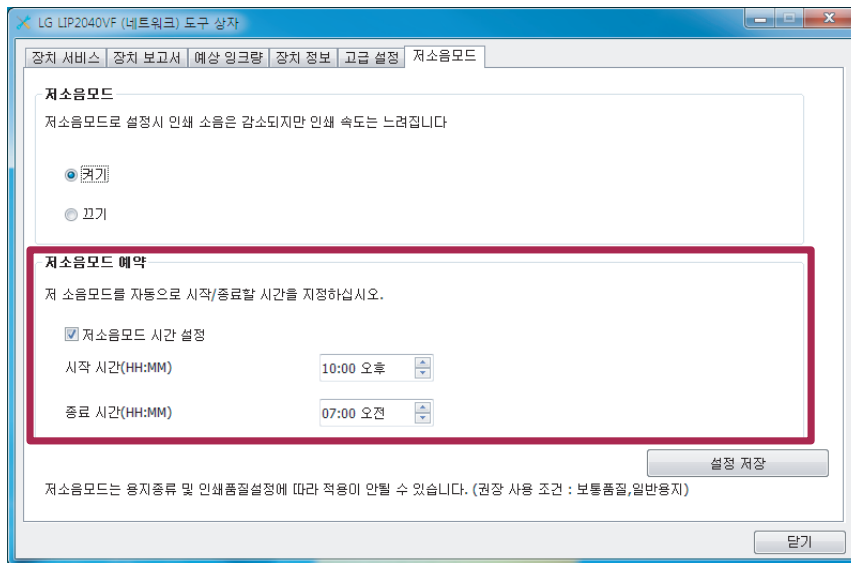 LG LIP2040VF (네트워크) 도구 상자
장치 서비스 장치 보고서 예상 잉크량 장치 정보 고급 설정 저소음모드
저소음모드
저소음모드로 설정시 인쇄 소음은 감소되지만 인쇄 속도는 느려집니다
켜기
끄기
저소음모드 예약
저 소음모드를 자동으로 시작/종료할 시간을 지정하십시오.
저소음모드 시간 설정
시작 시간(HH:MM) 10:00 오후
종료 시간(HH:MM) 07:00 오전
설정 저장
저소음모드는 용지종류 및 인쇄품질설정에 따라 적용이 안될 수 있습니다. (권장 사용 조건 : 보통품질,일반용지)
닫기